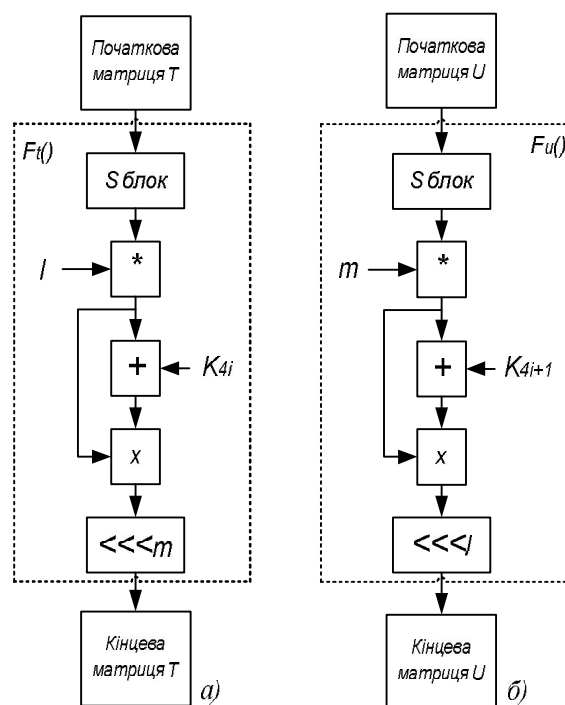 Початкова
матриця T
Ft()
S блок
l
*
+
K4i
x
<<<m
Кінцева
матриця T
а)
Початкова
матриця U
Fu()
S блок
m
*
+
K4i+1
x
<<<l
Кінцева
матриця U
б)